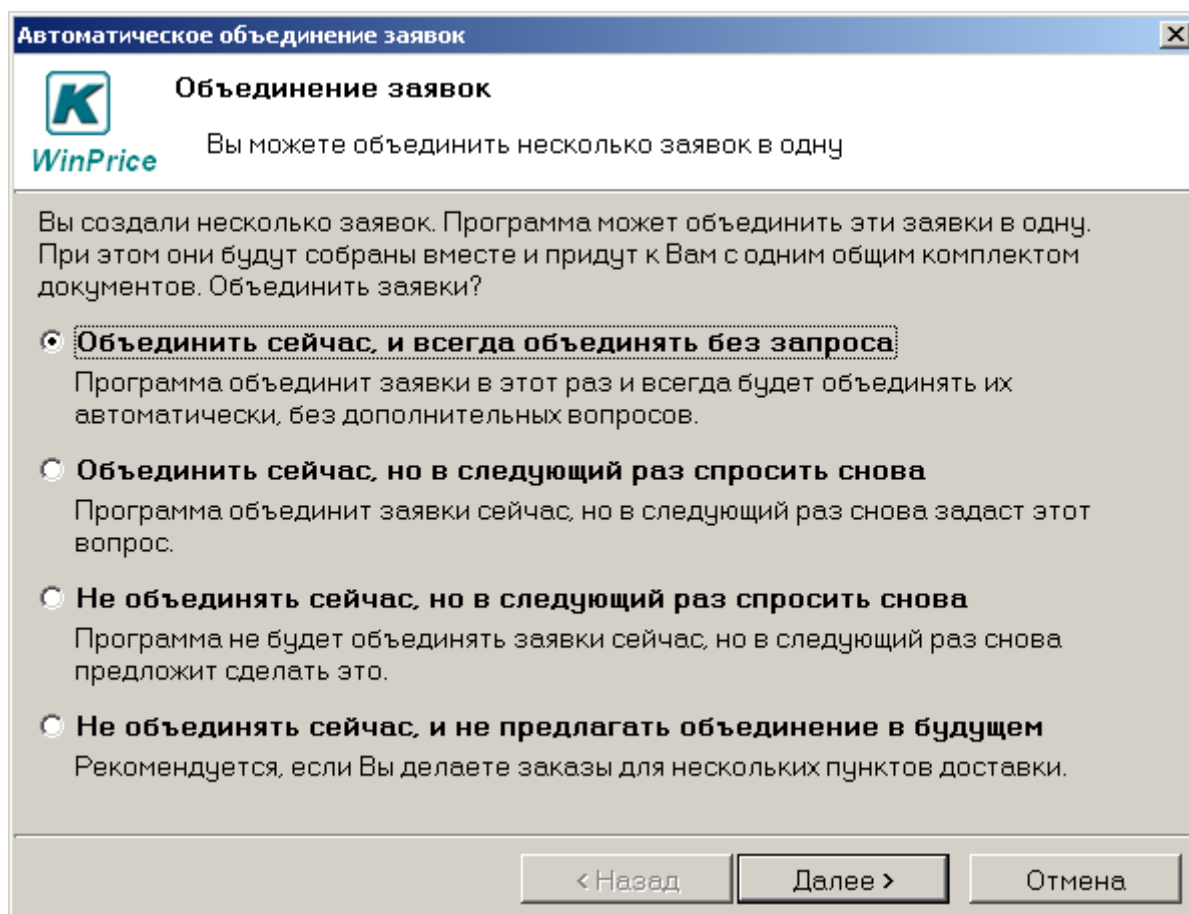 Автоматическое объединение заявок
K
WinPrice
Объединение заявок
Вы можете объединить несколько заявок в одну
Вы создали несколько заявок. Программа может объединить эти заявки в одну.
При этом они будут собраны вместе и придут к Вам с одним общим комплектом
документов. Объединить заявки?
Объединить сейчас, и всегда объединять без запроса
Программа объединит заявки в этот раз и всегда будет объединять их
автоматически, без дополнительных вопросов.
Объединить сейчас, но в следующий раз спросить снова
Программа объединит заявки сейчас, но в следующий раз снова задаст этот
вопрос.
Не объединять сейчас, но в следующий раз спросить снова
Программа не будет объединять заявки сейчас, но в следующий раз снова
предложит сделать это.
Не объединять сейчас, и не предлагать объединение в будущем
Рекомендуется, если Вы делаете заказы для нескольких пунктов доставки.
< Назад
Далее >
Отмена